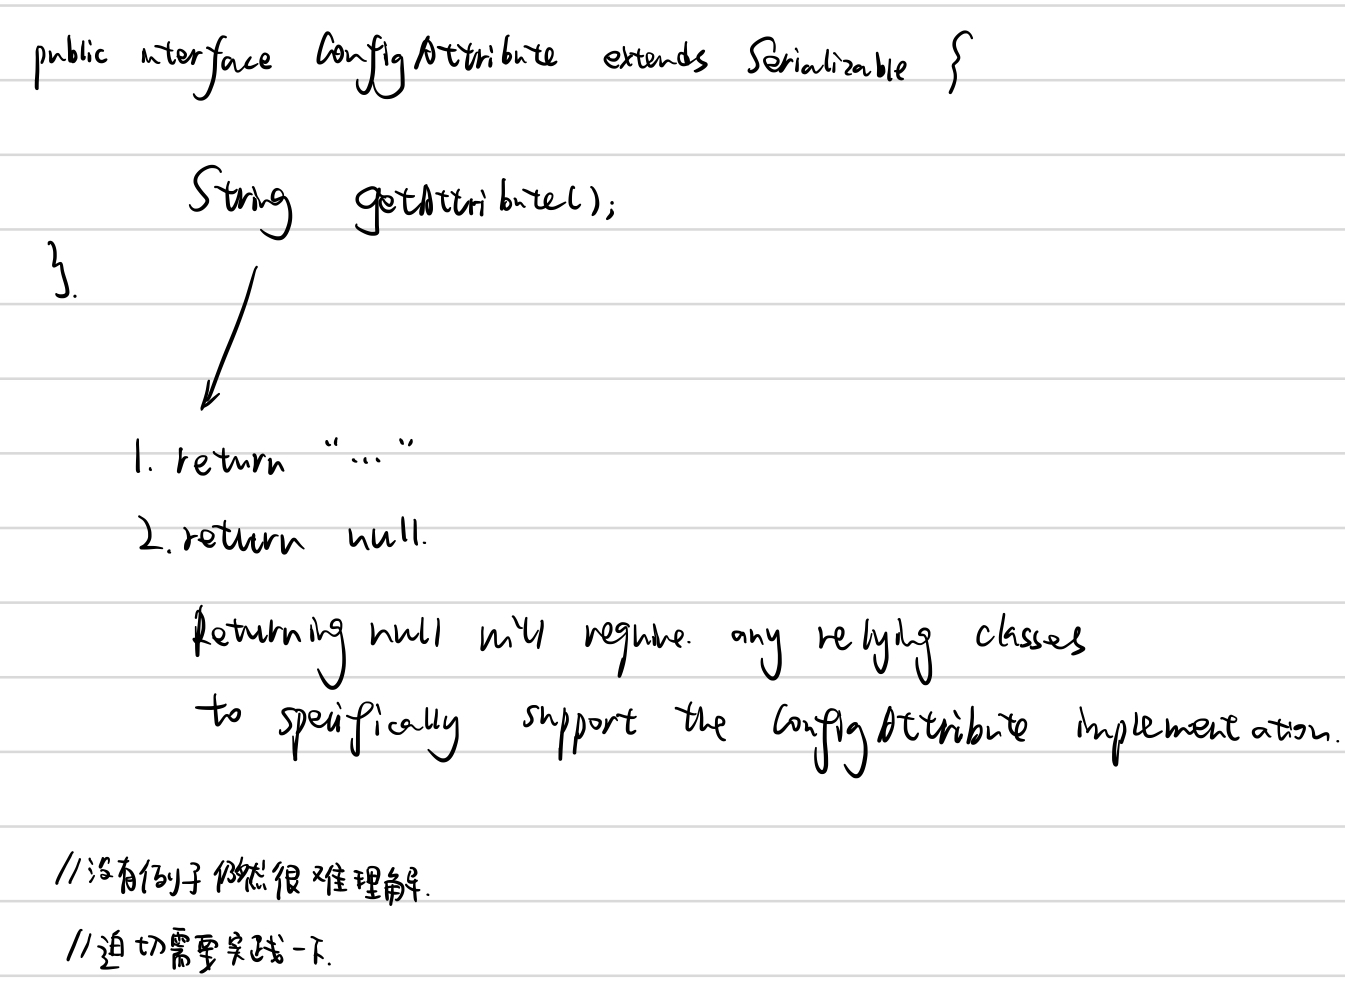 public interface ConfigAttribute extends Serializable {
String getAttribute();
}.
1. return "..."
2. return null.
Returning null will require. any relying classes
to specifically support the ConfigAttribute implementation.
//没有例子仍然很难理解.
//迫切需要实践一下.